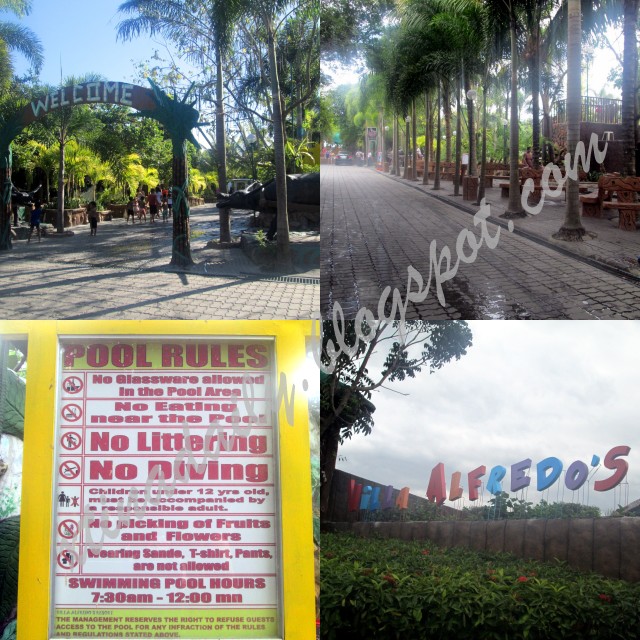 WELCOME
POOL RULES
No Glassware allowed
in the Pool Area
No Eating
near the Pool
No Littering
No Diving
Children under 12 yrs old,
must be accompanied by
a responsible adult.
No picking of Fruits
and Flowers
Wearing Sando, T-shirt, Pants,
are not allowed
SWIMMING POOL HOURS
7:30am - 12:00 mn
THE MANAGEMENT RESERVES THE RIGHT TO REFUSE GUESTS
ACCESS TO THE POOL FOR ANY INFRACTION OF THE RULES
AND REGULATIONS STATED ABOVE.
VILLA ALFREDO'S
.blogspot.com